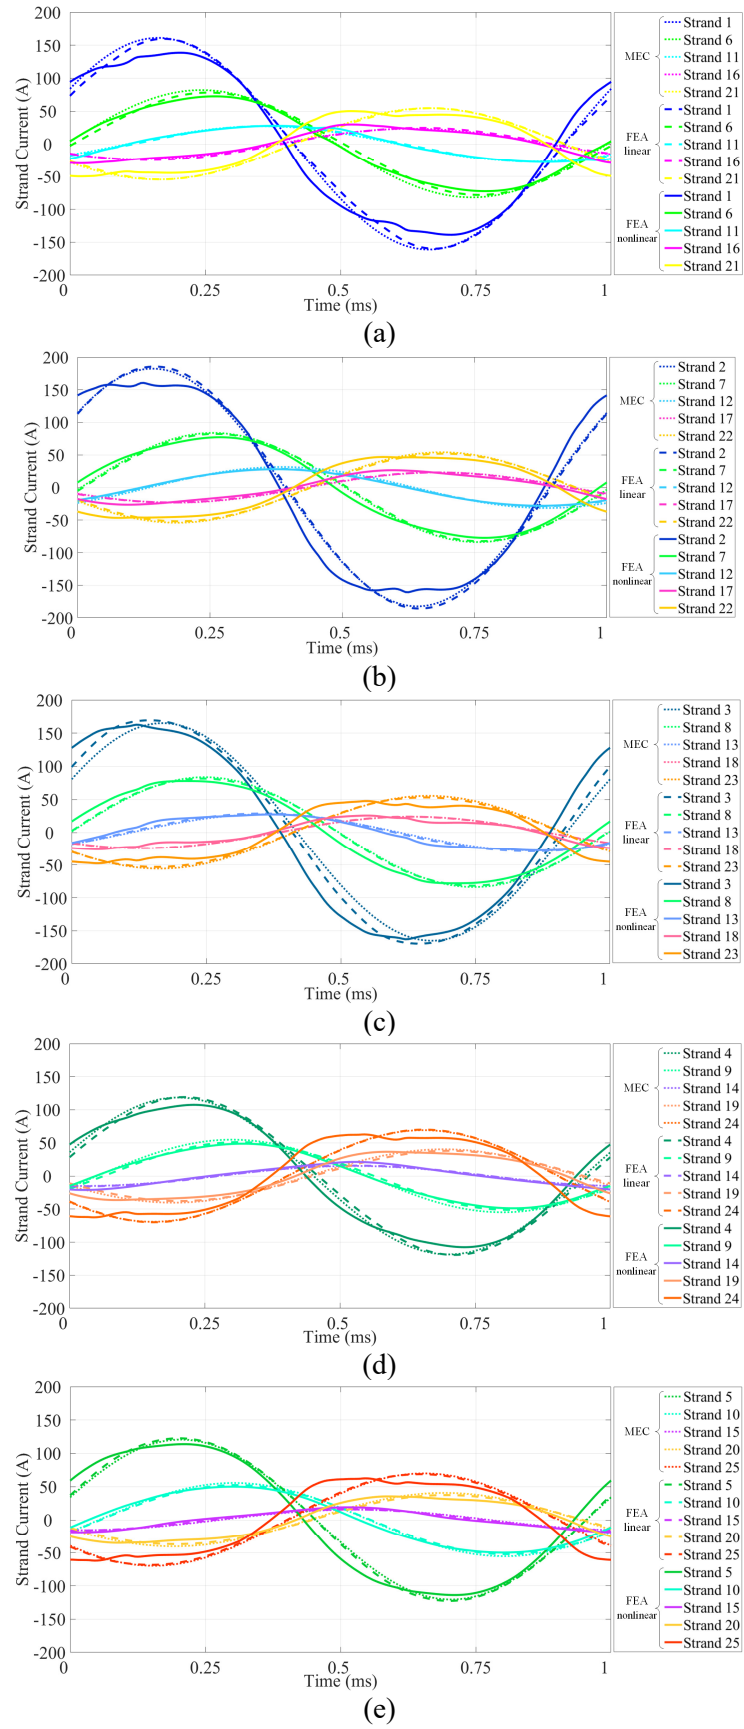 200
150
100
50
0
-50
-100
-150
-200
Strand Current (A)
0 0.25 0.5 0.75 1
Time (ms)
MEC
Strand 1
Strand 6
Strand 11
Strand 16
Strand 21
FEA
linear
Strand 1
Strand 6
Strand 11
Strand 16
Strand 21
FEA
nonlinear
Strand 1
Strand 6
Strand 11
Strand 16
Strand 21
(a)
200
150
100
50
0
-50
-100
-150
-200
Strand Current (A)
0 0.25 0.5 0.75 1
Time (ms)
MEC
Strand 2
Strand 7
Strand 12
Strand 17
Strand 22
FEA
linear
Strand 2
Strand 7
Strand 12
Strand 17
Strand 22
FEA
nonlinear
Strand 2
Strand 7
Strand 12
Strand 17
Strand 22
(b)
200
150
100
50
0
-50
-100
-150
-200
Strand Current (A)
0 0.25 0.5 0.75 1
Time (ms)
MEC
Strand 3
Strand 8
Strand 13
Strand 18
Strand 23
FEA
linear
Strand 3
Strand 8
Strand 13
Strand 18
Strand 23
FEA
nonlinear
Strand 3
Strand 8
Strand 13
Strand 18
Strand 23
(c)
200
150
100
50
0
-50
-100
-150
-200
Strand Current (A)
0 0.25 0.5 0.75 1
Time (ms)
MEC
Strand 4
Strand 9
Strand 14
Strand 19
Strand 24
FEA
linear
Strand 4
Strand 9
Strand 14
Strand 19
Strand 24
FEA
nonlinear
Strand 4
Strand 9
Strand 14
Strand 19
Strand 24
(d)
200
150
100
50
0
-50
-100
-150
-200
Strand Current (A)
0 0.25 0.5 0.75 1
Time (ms)
MEC
Strand 5
Strand 10
Strand 15
Strand 20
Strand 25
FEA
linear
Strand 5
Strand 10
Strand 15
Strand 20
Strand 25
FEA
nonlinear
Strand 5
Strand 10
Strand 15
Strand 20
Strand 25
(e)